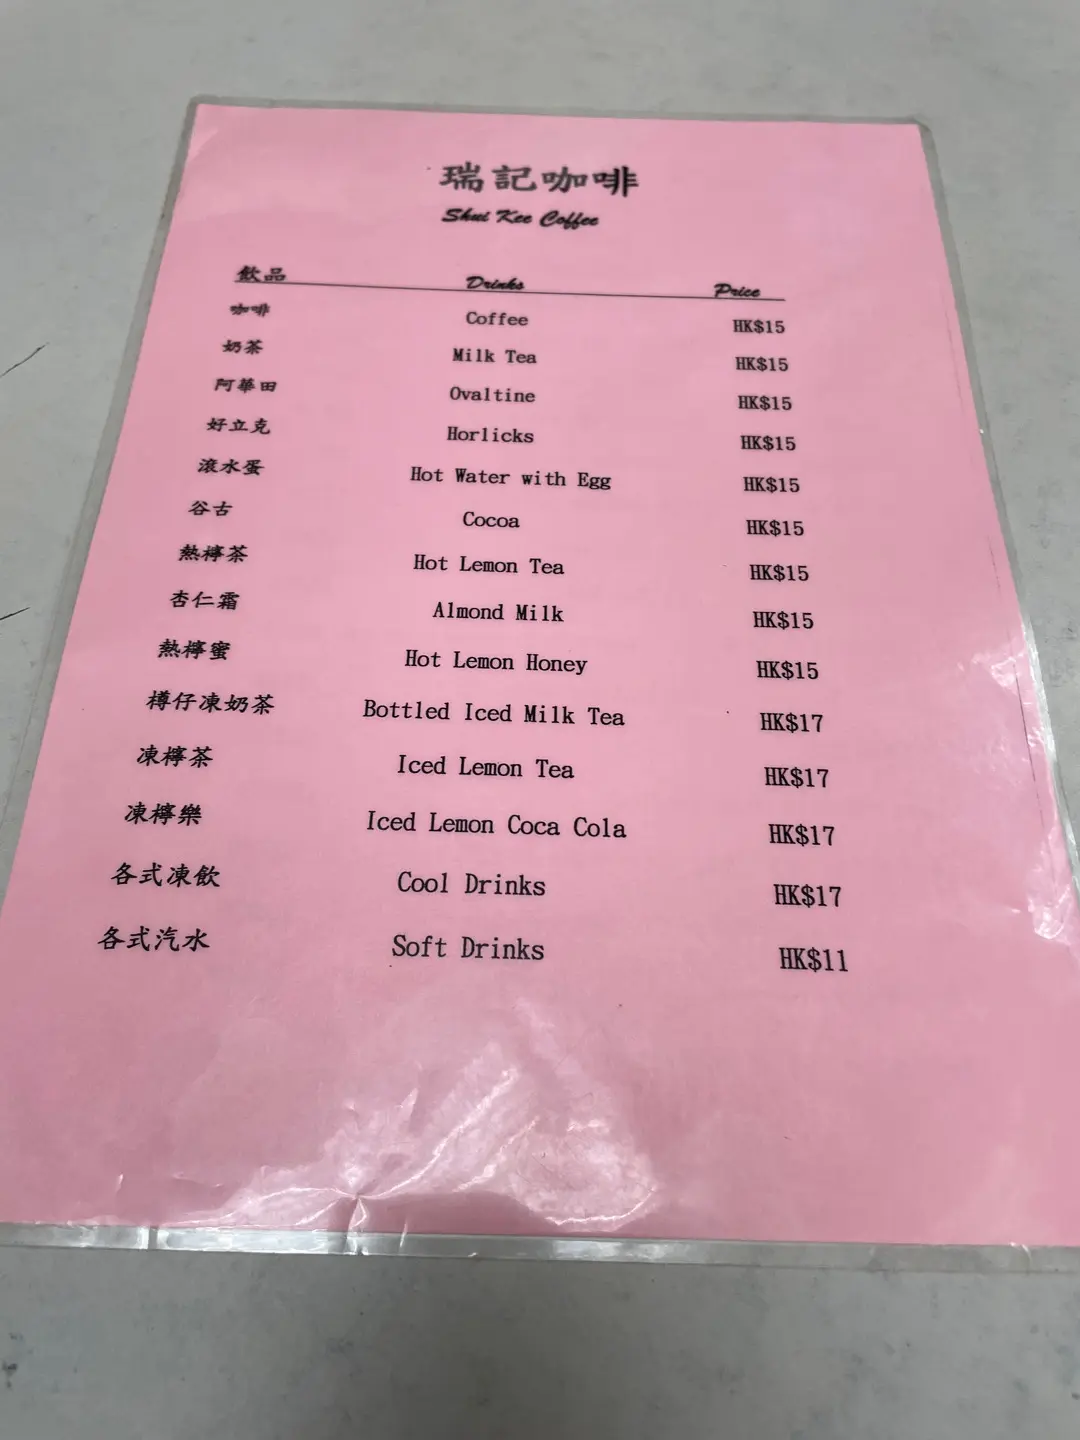 瑞記咖啡
Shui Kee Coffee
飲品 Drinks Price
咖啡 Coffee HK$15
奶茶 Milk Tea HK$15
阿華田 Ovaltine HK$15
好立克 Horlicks HK$15
滾水蛋 Hot Water with Egg HK$15
谷古 Cocoa HK$15
熱檸茶 Hot Lemon Tea HK$15
杏仁霜 Almond Milk HK$15
熱檸蜜 Hot Lemon Honey HK$15
樽仔凍奶茶 Bottled Iced Milk Tea HK$17
凍檸茶 Iced Lemon Tea HK$17
凍檸樂 Iced Lemon Coca Cola HK$17
各式凍飲 Cool Drinks HK$17
各式汽水 Soft Drinks HK$11